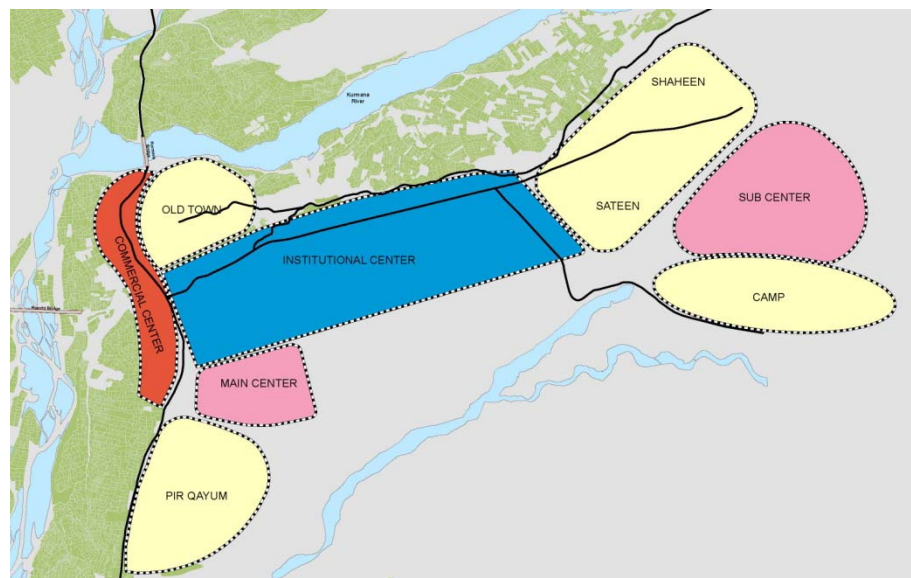 SHAHEEN
Kurmana
River
SUB CENTER
OLD TOWN
SATEEN
INSTITUTIONAL CENTER
COMMERCIAL CENTER
CAMP
MAIN CENTER
PIR QAYUM